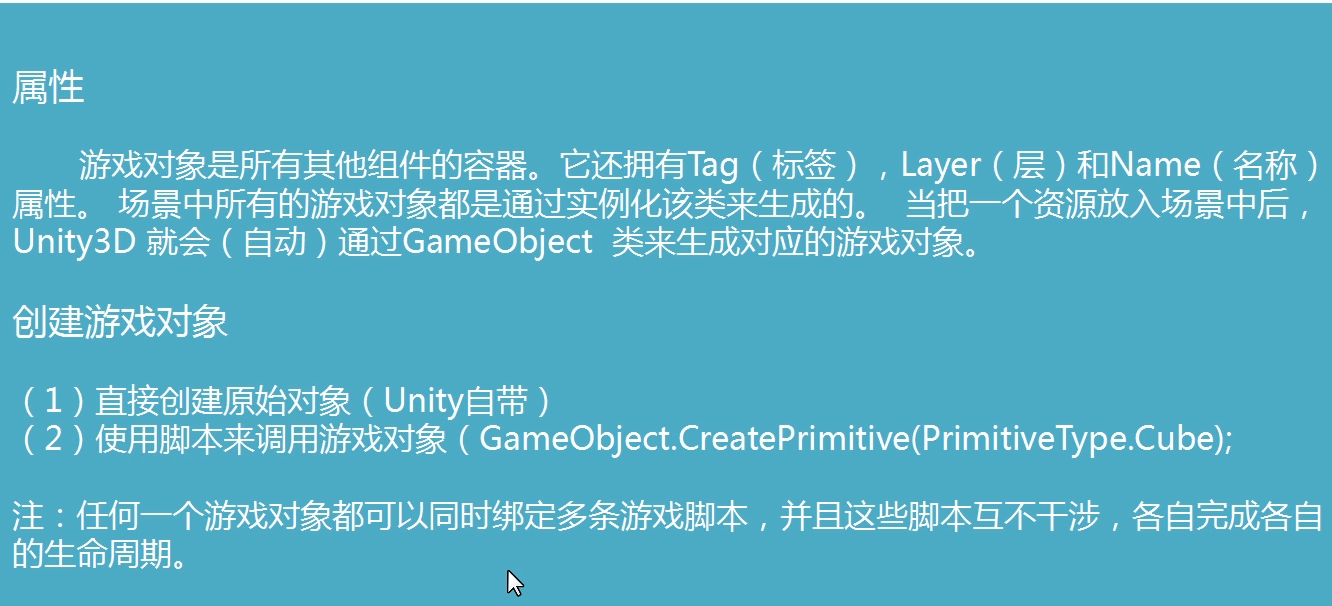 属性
游戏对象是所有其他组件的容器。它还拥有Tag（标签），Layer（层）和Name（名称）
属性。 场景中所有的游戏对象都是通过实例化该类来生成的。  当把一个资源放入场景中后，
Unity3D 就会（自动）通过GameObject  类来生成对应的游戏对象。
创建游戏对象
（1）直接创建原始对象（Unity自带）
（2）使用脚本来调用游戏对象（GameObject.CreatePrimitive(PrimitiveType.Cube);
注：任何一个游戏对象都可以同时绑定多条游戏脚本，并且这些脚本互不干涉，各自完成各自
的生命周期。